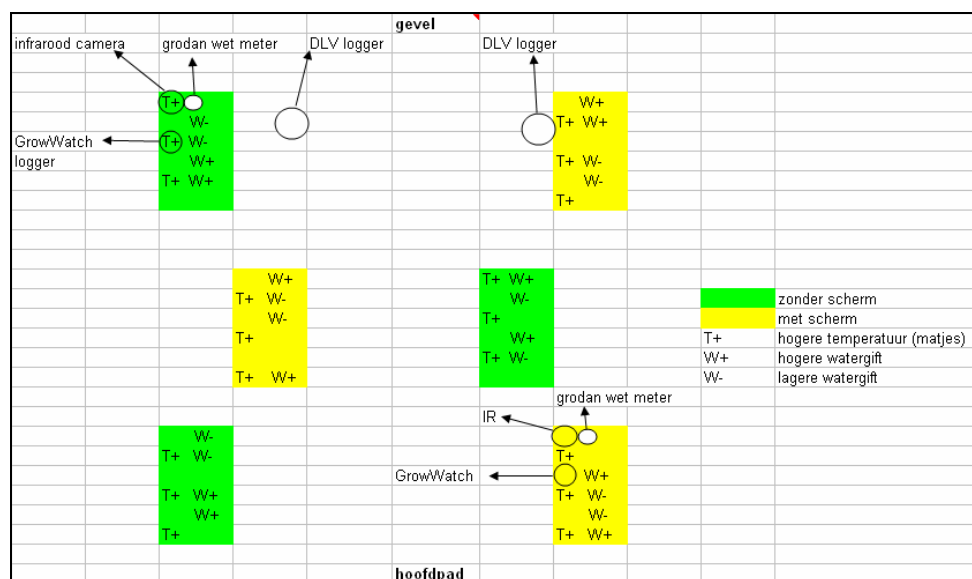 gevel
infrarood camera grodan wet meter DLV logger DLV logger
T+ W+
W- T+ W+
GrowWatch T+ W-
logger W+ T+ W-
T+ W+ W-
T+
W+ T+ W+
T+ W- W-
W- T+
T+ W+
T+ W+ T+ W-
zonder scherm
met scherm
T+ hogere temperatuur (matjes)
W+ hogere watergift
W- lagere watergift
grodan wet meter
IR
W-
T+ W- T+
GrowWatch W+
T+ W+ T+ W-
W+ W-
T+ T+ W+
hoofdpad